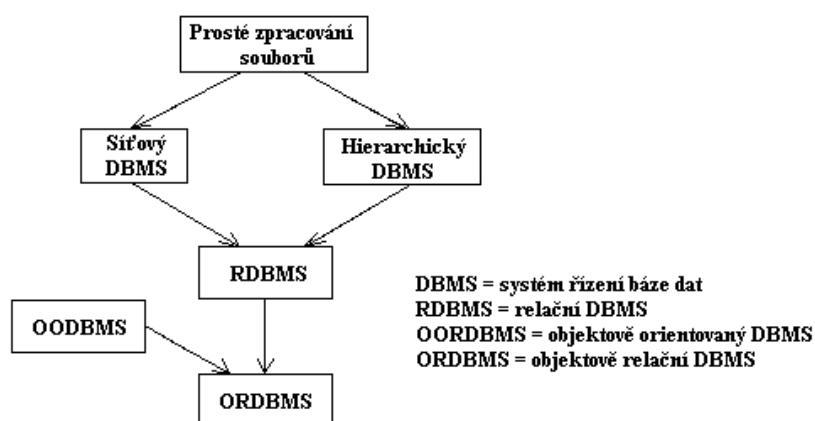 Prosté zpracování
souborů
Síťový
DBMS
Hierarchický
DBMS
RDBMS
OODBMS
ORDBMS
DBMS = systém řízení báze dat
RDBMS = relační DBMS
OORDBMS = objektově orientovaný DBMS
ORDBMS = objektově relační DBMS